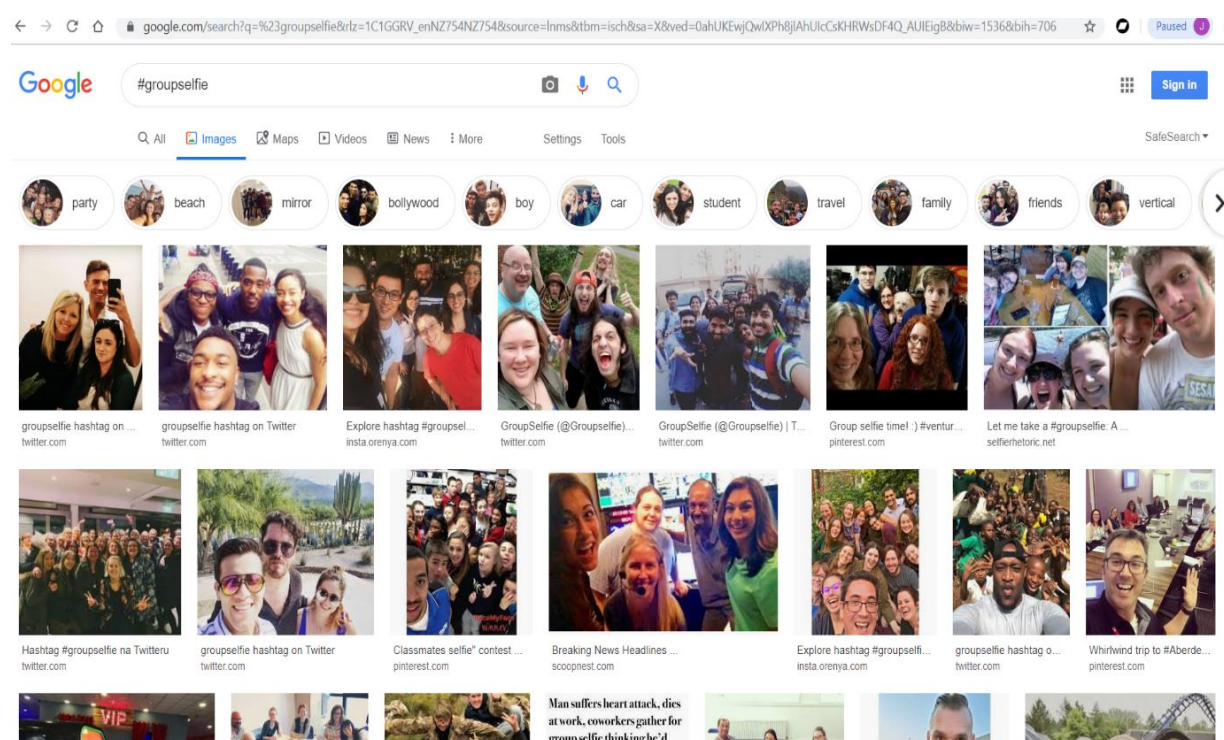 google.com/search?q=%23groupselfie&rlz=1C1GGRV_enNZ754NZ754&source=lnms&tbm=isch&sa=X&ved=0ahUKEwjQwIXPh8jlAhUIcCsKHRWsDF4Q_AUIEigB&biw=1536&bih=706 Paused J
Google #groupselfie Sign in
All Images Maps Videos News More Settings Tools SafeSearch
party beach mirror bollywood boy car student travel family friends vertical
groupselfie hashtag on ... groupselfie hashtag on Twitter Explore hashtag #groupsel... GroupSelfie (@Groupselfie)... GroupSelfie (@Groupselfie) | T... Group selfie time! :) #ventur... Let me take a #groupselfie: A ...
twitter.com twitter.com insta.orenya.com twitter.com twitter.com pinterest.com selfierhetoric.net
Hashtag #groupselfie na Twitteru groupselfie hashtag on Twitter Classmates selfie" contest ... Breaking News Headlines ... Explore hashtag #groupselfi... groupselfie hashtag o... Whirlwind trip to #Aberde...
twitter.com twitter.com pinterest.com scoopnest.com insta.orenya.com twitter.com pinterest.com
VIP
Man suffers heart attack, dies
at work, coworkers gather for
group selfie thinking he'd